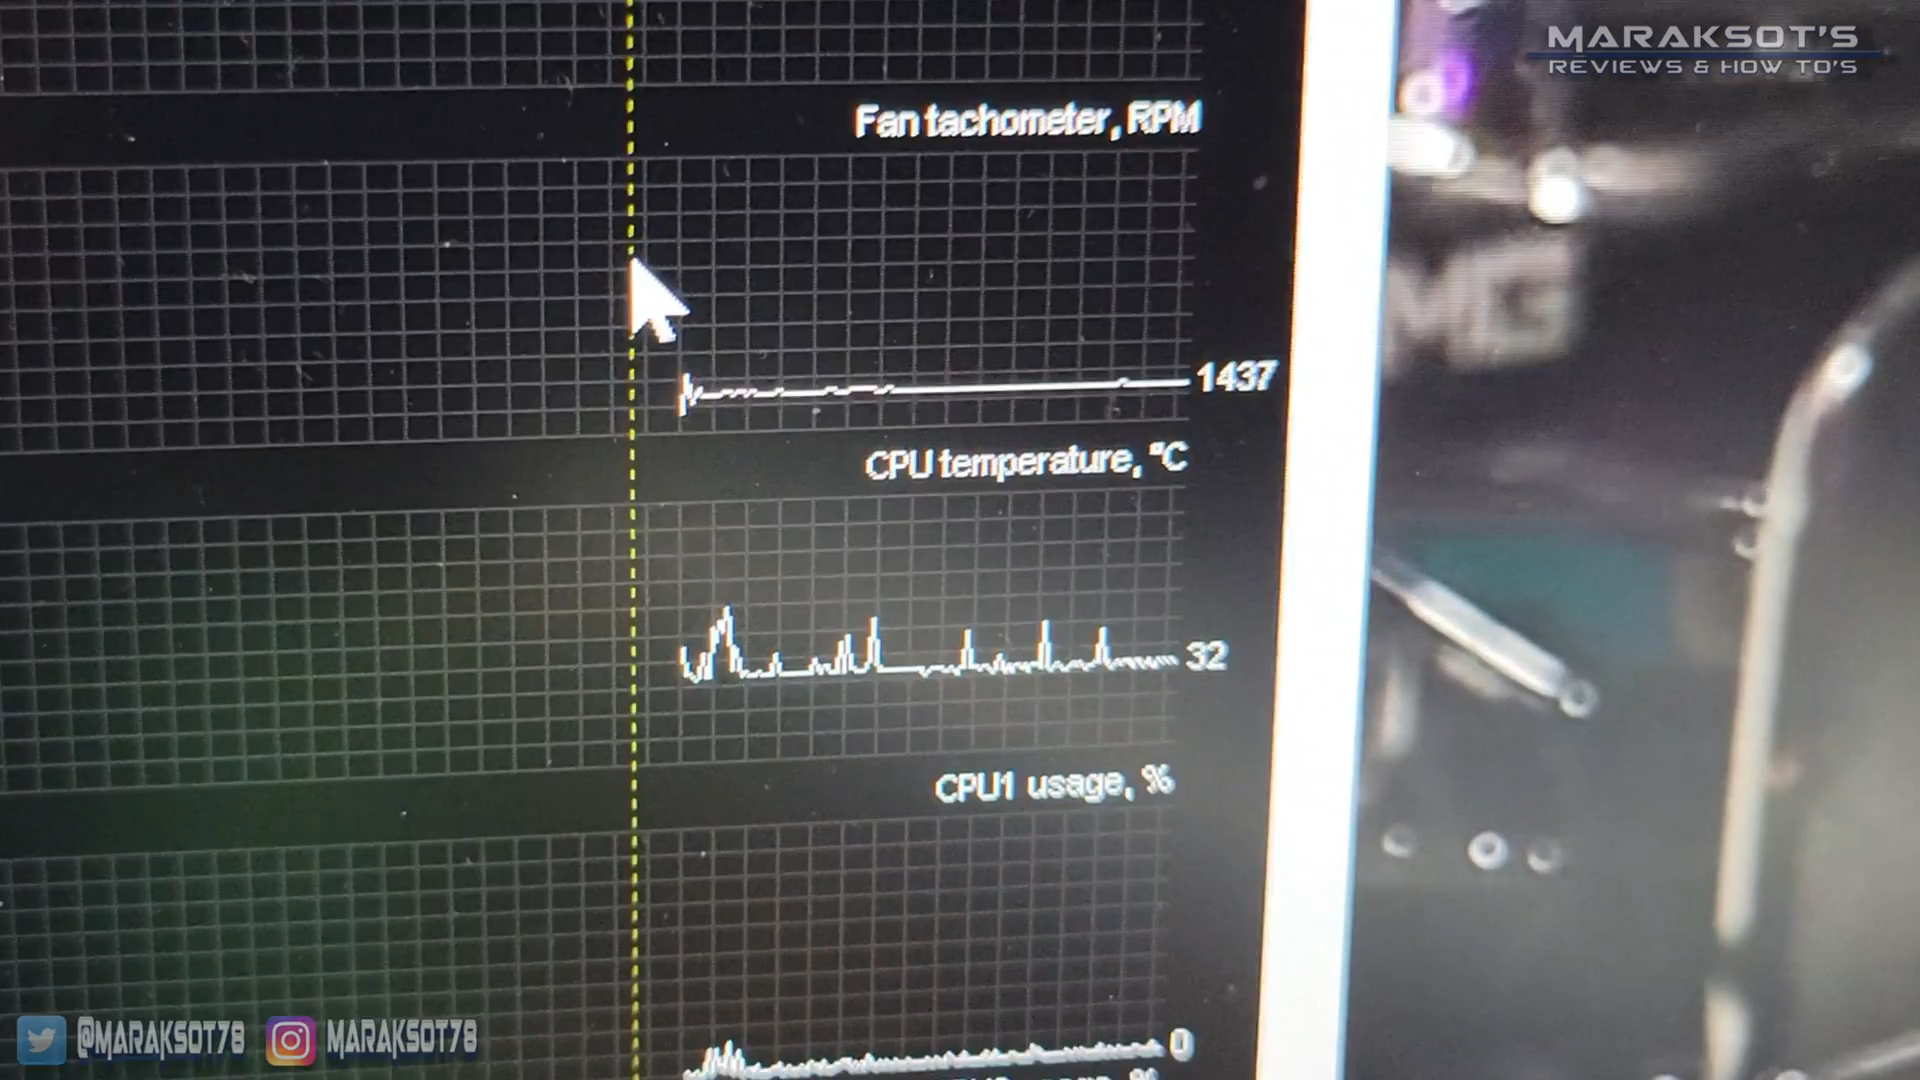 MARAKSOT'S
REVIEWS & HOW TO'S
Fan tachometer, RPM
1437
CPU temperature, °C
32
CPU1 usage, %
0
@MARAKSOT78 MARAKSOT78